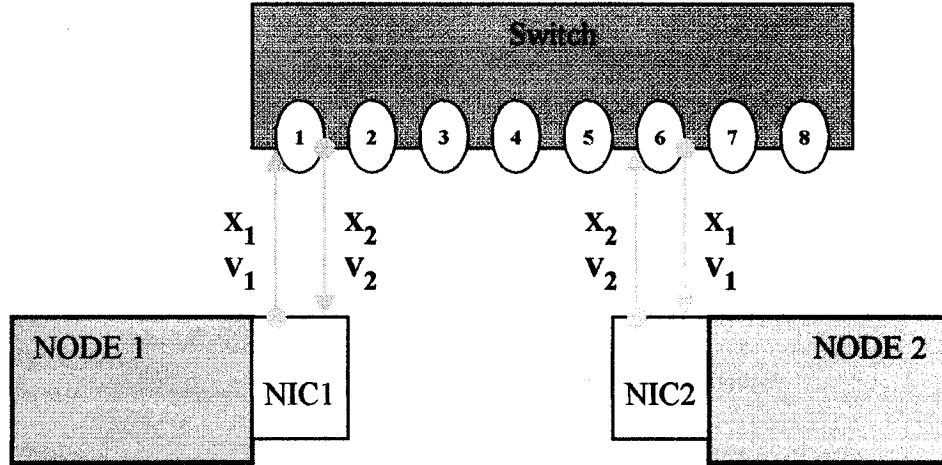 Switch
1 2 3 4 5 6 7 8
X₁ X₂ X₂ X₁
V₁ V₂ V₂ V₁
NODE 1 NODE 2
NIC1 NIC2